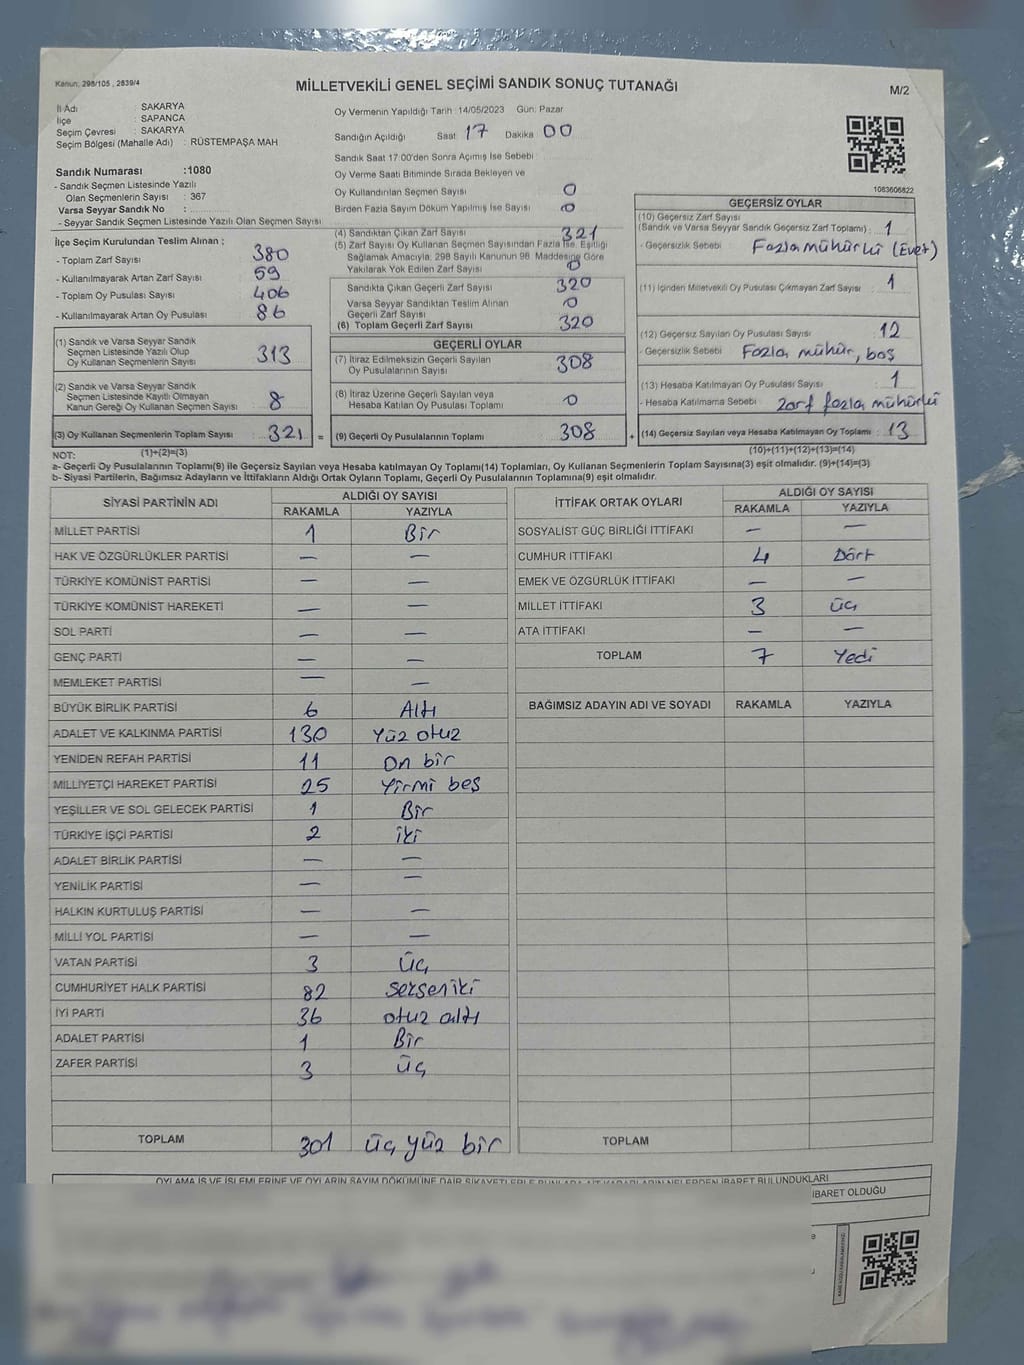 Kanun: 298/105 , 2839/4
MİLLETVEKİLİ GENEL SEÇİMİ SANDIK SONUÇ TUTANAĞI
M/2
İl Adı : SAKARYA
İlçe : SAPANCA
Seçim Çevresi : SAKARYA
Seçim Bölgesi (Mahalle Adı) : RÜSTEMPAŞA MAH
Sandık Numarası :1080
- Sandık Seçmen Listesinde Yazılı
Olan Seçmenlerin Sayısı : 367
Varsa Seyyar Sandık No :
- Seyyar Sandık Seçmen Listesinde Yazılı Olan Seçmen Sayısı
Oy Vermenin Yapıldığı Tarih :14/05/2023 Gün: Pazar
Sandığın Açıldığı Saat 17 Dakika 00
Sandık Saat 17:00'den Sonra Açılmış İse Sebebi
Oy Verme Saati Bitiminde Sırada Bekleyen ve
Oy Kullandırılan Seçmen Sayısı 0
Birden Fazla Sayım Döküm Yapılmış İse Sayısı 0
1083606822
İlçe Seçim Kurulundan Teslim Alınan ;
- Toplam Zarf Sayısı 380
- Kullanılmayarak Artan Zarf Sayısı 59
- Toplam Oy Pusulası Sayısı 406
- Kullanılmayarak Artan Oy Pusulası 86
(1) Sandık ve Varsa Seyyar Sandık
Seçmen Listesinde Yazılı Olup
Oy Kullanan Seçmenlerin Sayısı 313
(2) Sandık ve Varsa Seyyar Sandık
Seçmen Listesinde Kayıtlı Olmayan
Kanun Gereği Oy Kullanan Seçmen Sayısı 8
(3) Oy Kullanan Seçmenlerin Toplam Sayısı : 321 =
(1)+(2)=(3)
(4) Sandıktan Çıkan Zarf Sayısı 321
(5) Zarf Sayısı Oy Kullanan Seçmen Sayısından Fazla İse, Eşitliği
Sağlamak Amacıyla, 298 Sayılı Kanunun 98. Maddesine Göre
Yakılarak Yok Edilen Zarf Sayısı 0
Sandıkta Çıkan Geçerli Zarf Sayısı 320
Varsa Seyyar Sandıktan Teslim Alınan
Geçerli Zarf Sayısı 0
(6) Toplam Geçerli Zarf Sayısı 320
GEÇERLİ OYLAR
(7) İtiraz Edilmeksizin Geçerli Sayılan
Oy Pusulalarının Sayısı 308
(8) İtiraz Üzerine Geçerli Sayılan veya
Hesaba Katılan Oy Pusulası Toplamı 0
(9) Geçerli Oy Pusulalarının Toplamı 308 +
GEÇERSİZ OYLAR
(10) Geçersiz Zarf Sayısı
(Sandık ve Varsa Seyyar Sandık Geçersiz Zarf Toplamı) : 1
- Geçersizlik Sebebi Fazla mühürlü (Evet)
(11) İçinden Milletvekili Oy Pusulası Çıkmayan Zarf Sayısı 1
(12) Geçersiz Sayılan Oy Pusulası Sayısı 12
- Geçersizlik Sebebi Fazla mühür, boş
(13) Hesaba Katılmayan Oy Pusulası Sayısı 1
- Hesaba Katılmama Sebebi zarf fazla mühürlü
(14) Geçersiz Sayılan veya Hesaba Katılmayan Oy Toplamı : 13
(10)+(11)+(12)+(13)=(14)
NOT:
a- Geçerli Oy Pusulalarının Toplamı(9) ile Geçersiz Sayılan veya Hesaba katılmayan Oy Toplamı(14) Toplamları, Oy Kullanan Seçmenlerin Toplam Sayısına(3) eşit olmalıdır. (9)+(14)=(3)
b- Siyasi Partilerin, Bağımsız Adayların ve İttifakların Aldığı Ortak Oyların Toplamı, Geçerli Oy Pusulalarının Toplamına(9) eşit olmalıdır.
SİYASİ PARTİNİN ADI ALDIĞI OY SAYISI
RAKAMLA YAZIYLA
MİLLET PARTİSİ 1 Bir
HAK VE ÖZGÜRLÜKLER PARTİSİ — —
TÜRKİYE KOMÜNİST PARTİSİ — —
TÜRKİYE KOMÜNİST HAREKETİ — —
SOL PARTİ — —
GENÇ PARTİ — —
MEMLEKET PARTİSİ — —
BÜYÜK BİRLİK PARTİSİ 6 Altı
ADALET VE KALKINMA PARTİSİ 130 Yüz otuz
YENİDEN REFAH PARTİSİ 11 On bir
MİLLİYETÇİ HAREKET PARTİSİ 25 Yirmi beş
YEŞİLLER VE SOL GELECEK PARTİSİ 1 Bir
TÜRKİYE İŞÇİ PARTİSİ 2 iki
ADALET BİRLİK PARTİSİ — —
YENİLİK PARTİSİ — —
HALKIN KURTULUŞ PARTİSİ — —
MİLLİ YOL PARTİSİ — —
VATAN PARTİSİ 3 Üç
CUMHURİYET HALK PARTİSİ 82 Seksen iki
İYİ PARTİ 36 otuz altı
ADALET PARTİSİ 1 Bir
ZAFER PARTİSİ 3 Üç
TOPLAM 301 üç yüz bir
İTTİFAK ORTAK OYLARI ALDIĞI OY SAYISI
RAKAMLA YAZIYLA
SOSYALİST GÜÇ BİRLİĞİ İTTİFAKI — —
CUMHUR İTTİFAKI 4 Dört
EMEK VE ÖZGÜRLÜK İTTİFAKI — —
MİLLET İTTİFAKI 3 üç
ATA İTTİFAKI — —
TOPLAM 7 Yedi
BAĞIMSIZ ADAYIN ADI VE SOYADI RAKAMLA YAZIYLA
TOPLAM
OYLAMA İŞ VE İŞLEMLERİNE VE OYLARIN SAYIM DÖKÜMÜNE DAİR ŞİKAYETLERLE BUNLARA AİT KARARLARIN NELERDEN İBARET BULUNDUKLARI
İBARET OLDUĞU